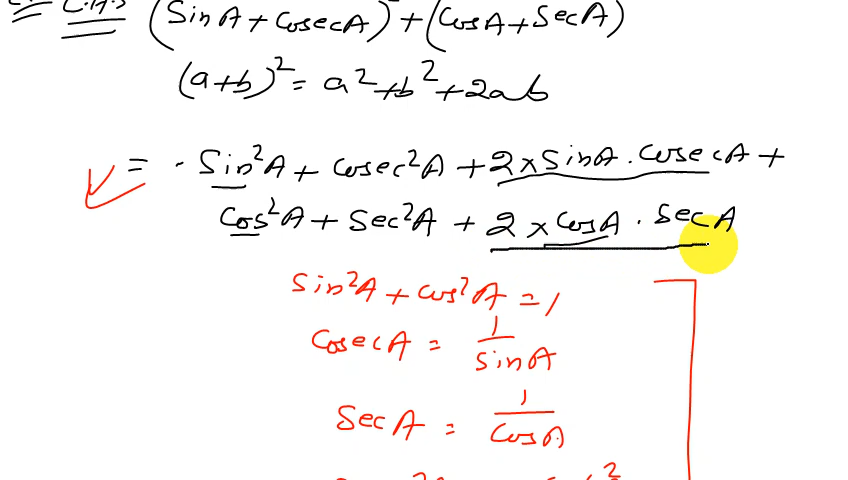 L.H.S (Sin A + Cosec A)² + (Cos A + Sec A)
(a+b)² = a² + b² + 2ab
= Sin²A + Cosec²A + 2 × Sin A . Cosec A +
Cos²A + Sec²A + 2 × Cos A . Sec A
Sin²A + Cos²A = 1
Cosec A = 1/Sin A
Sec A = 1/Cos A